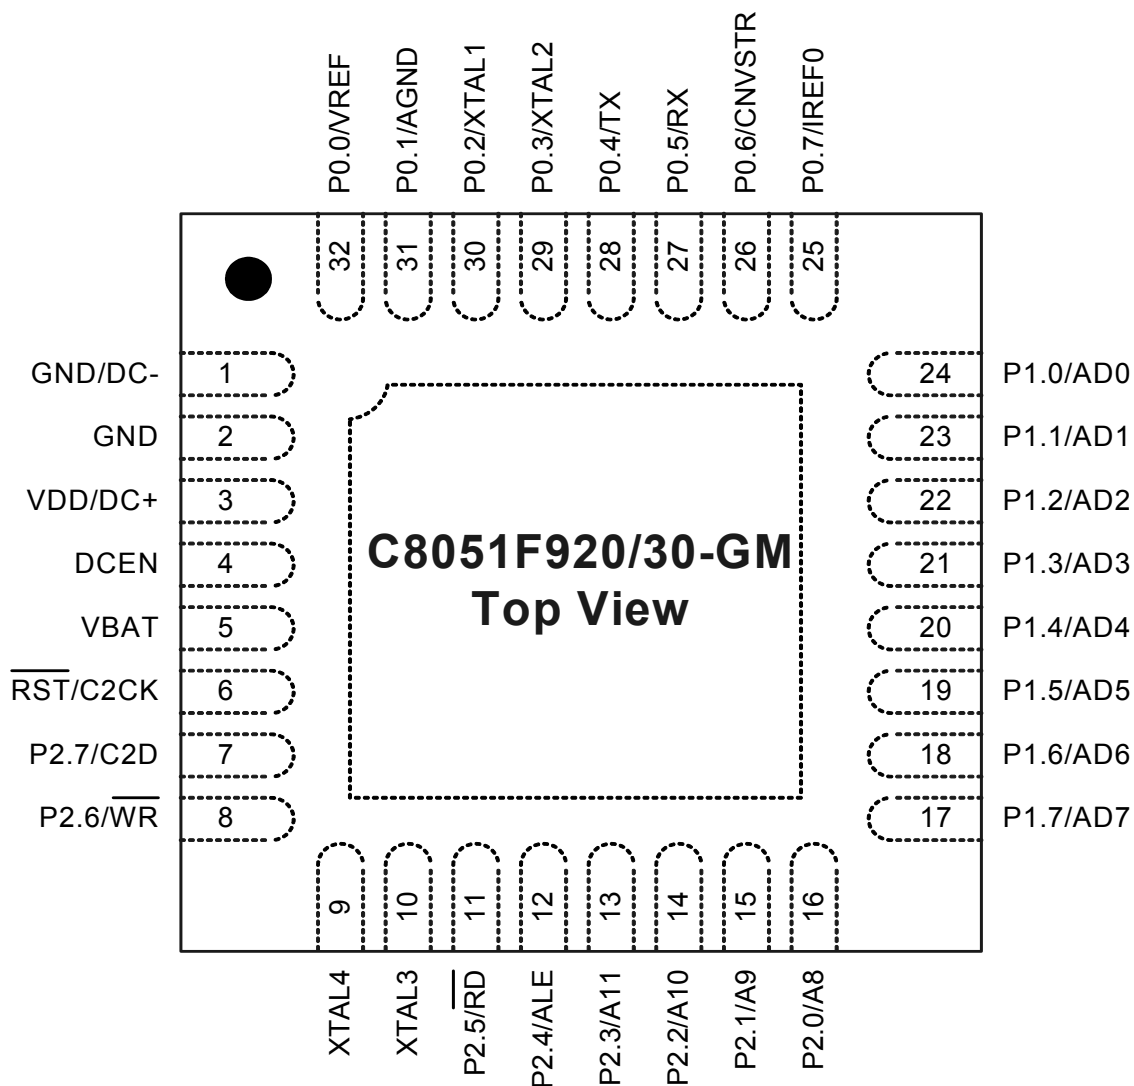 P0.0/VREF
P0.1/AGND
P0.2/XTAL1
P0.3/XTAL2
P0.4/TX
P0.5/RX
P0.6/CNVSTR
P0.7/IREF0
32
31
30
29
28
27
26
25
GND/DC- 1
GND 2
VDD/DC+ 3
DCEN 4
VBAT 5
R̅S̅T̅/C2CK 6
P2.7/C2D 7
P2.6/W̅R̅ 8
C8051F920/30-GM
Top View
24 P1.0/AD0
23 P1.1/AD1
22 P1.2/AD2
21 P1.3/AD3
20 P1.4/AD4
19 P1.5/AD5
18 P1.6/AD6
17 P1.7/AD7
9
10
11
12
13
14
15
16
XTAL4
XTAL3
P2.5/R̅D̅
P2.4/ALE
P2.3/A11
P2.2/A10
P2.1/A9
P2.0/A8